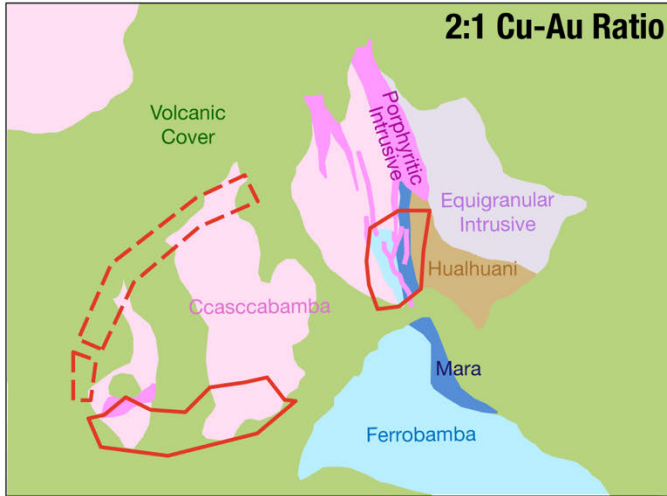 2:1 Cu-Au Ratio
Volcanic
Cover
Porphyritic
Intrusive
Equigranular
Intrusive
Hualhuani
Ccasccabamba
Mara
Ferrobamba